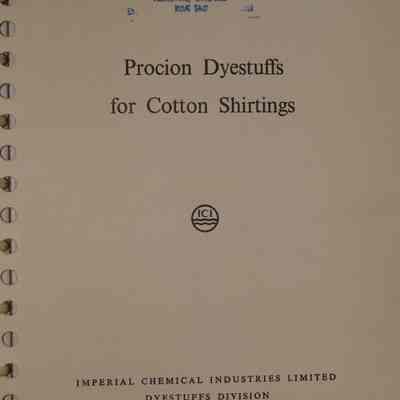 Procion Dyestuffs
for Cotton Shirtings
ICI
IMPERIAL CHEMICAL INDUSTRIES LIMITED
DYESTUFFS DIVISION